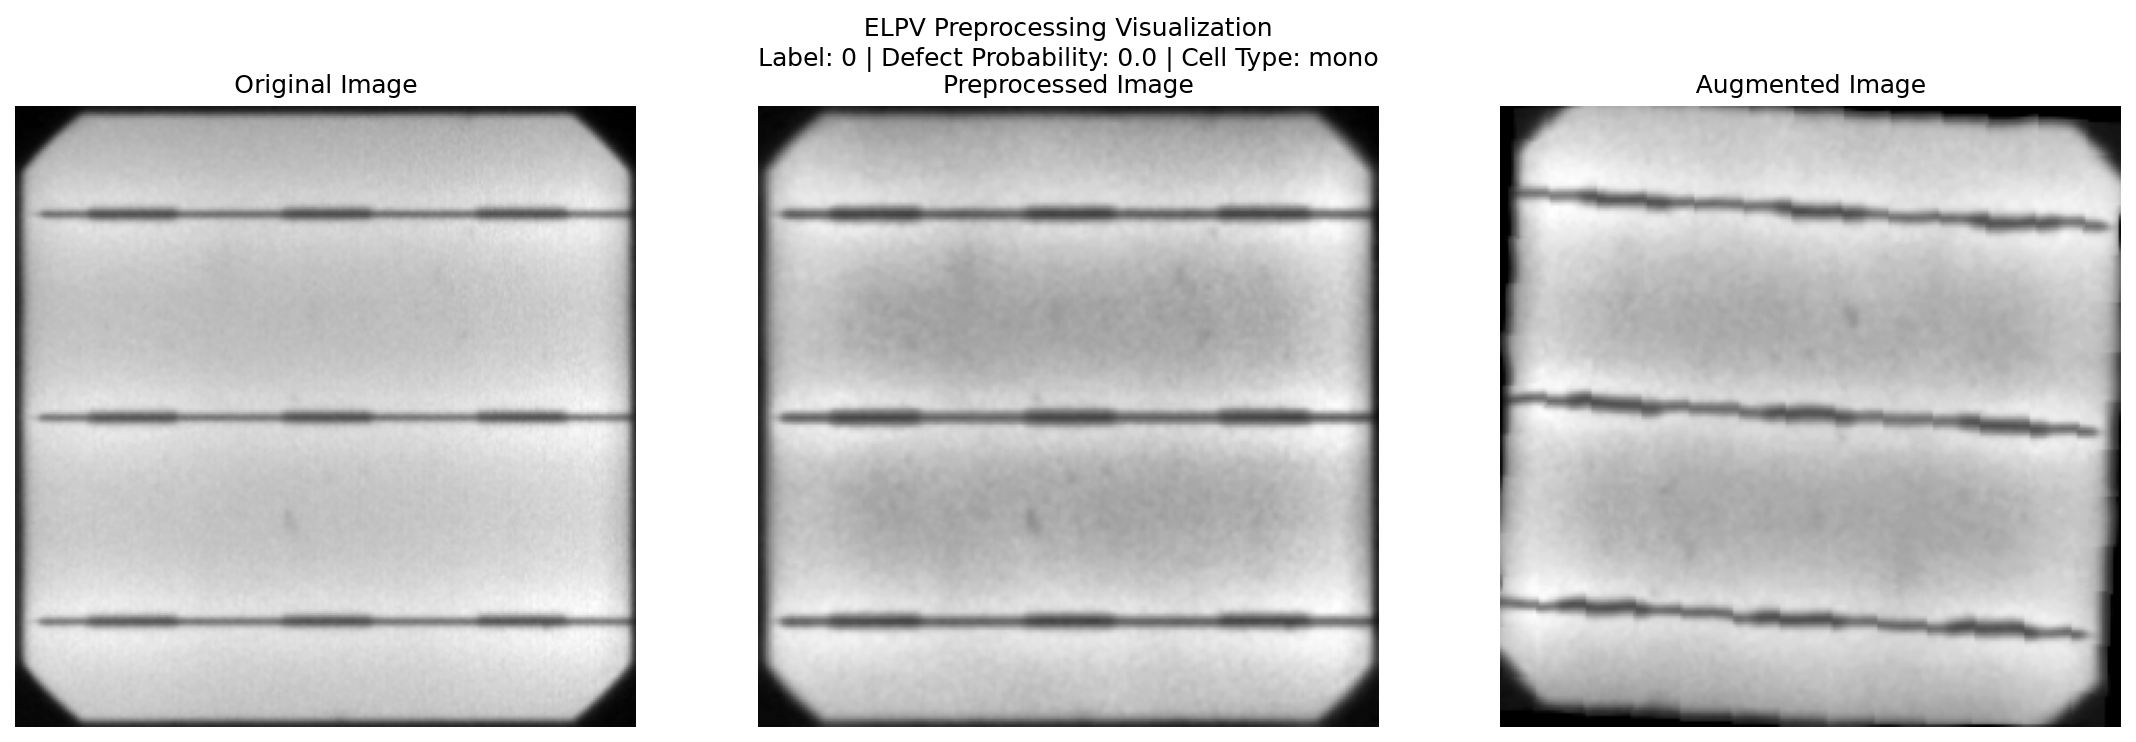 ELPV Preprocessing Visualization
Label: 0 | Defect Probability: 0.0 | Cell Type: mono
Original Image
Preprocessed Image
Augmented Image